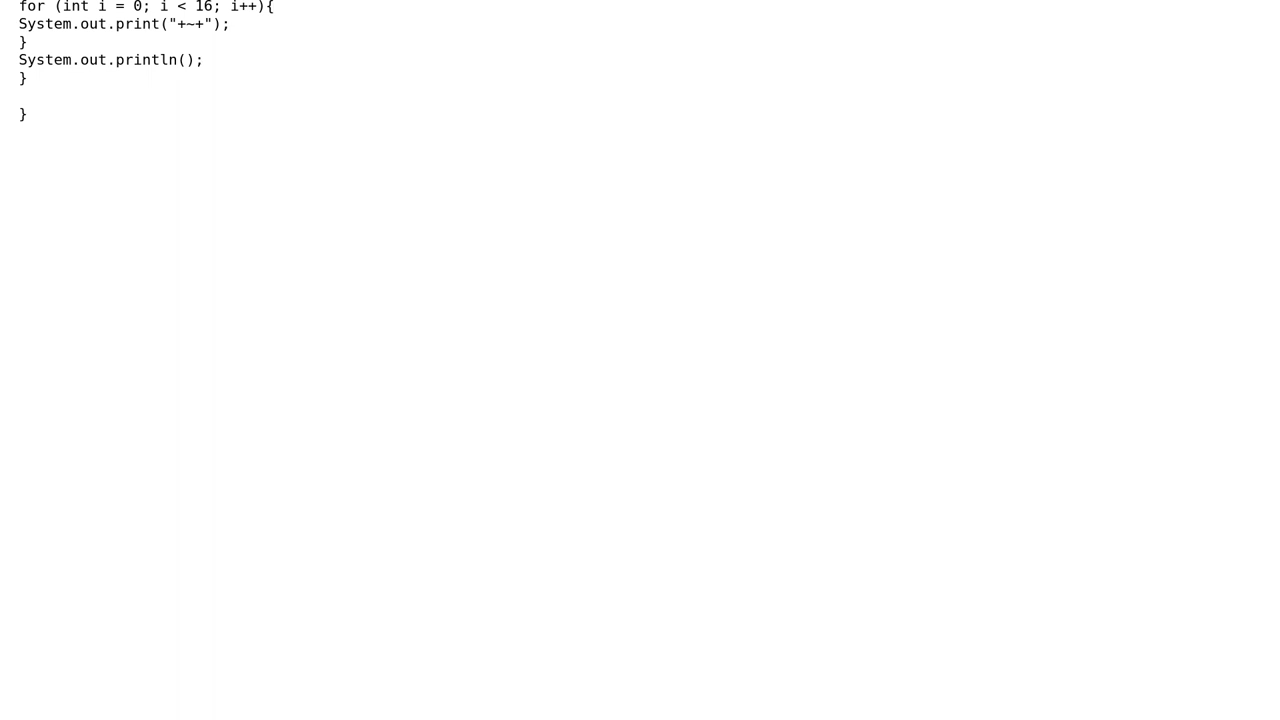 for (int i = 0; i < 16; i++){
System.out.print("+~+");
}
System.out.println();
}

}